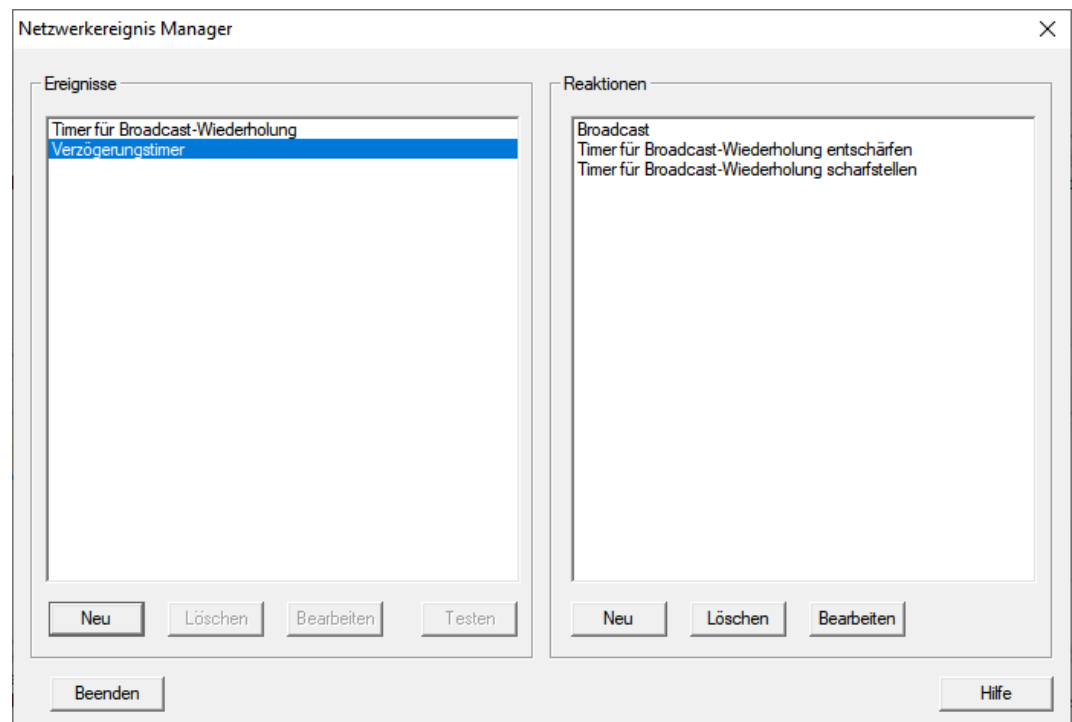 Netzwerkereignis Manager
Ereignisse
Timer für Broadcast-Wiederholung
Verzögerungstimer
Neu
Löschen
Bearbeiten
Testen
Reaktionen
Broadcast
Timer für Broadcast-Wiederholung entschärfen
Timer für Broadcast-Wiederholung scharfstellen
Neu
Löschen
Bearbeiten
Beenden
Hilfe